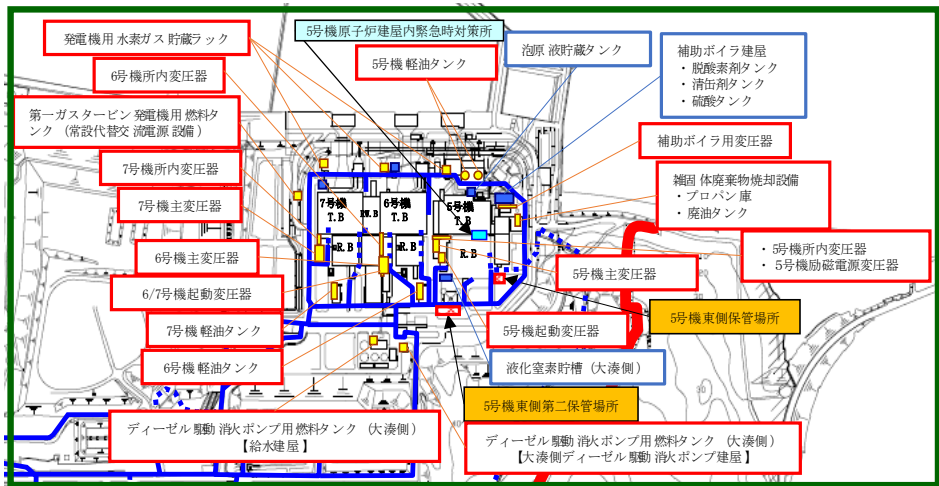 発電機用水素ガス貯蔵ラック
6号機所内変圧器
第一ガスタービン発電機用燃料タ
ンク（常設代替交流電源設備）
7号機所内変圧器
7号機主変圧器
6号機主変圧器
6/7号機起動変圧器
7号機軽油タンク
6号機軽油タンク
ディーゼル駆動消火ポンプ用燃料タンク（大湊側）
【給水建屋】
5号機原子炉建屋内緊急時対策所
5号機軽油タンク
泡原液貯蔵タンク
補助ボイラ建屋
・脱酸素剤タンク
・清缶剤タンク
・硫酸タンク
補助ボイラ用変圧器
雑固体廃棄物焼却設備
・プロパン庫
・廃油タンク
・5号機所内変圧器
・5号機励磁電源変圧器
5号機主変圧器
5号機東側保管場所
5号機起動変圧器
液化窒素貯槽（大湊側）
5号機東側第二保管場所
ディーゼル駆動消火ポンプ用燃料タンク（大湊側）
【大湊側ディーゼル駆動消火ポンプ建屋】
7号機
T.B
6号機
T.B
5号機
T.B
RW.B
R.B
R.B
R.B
40
30
20